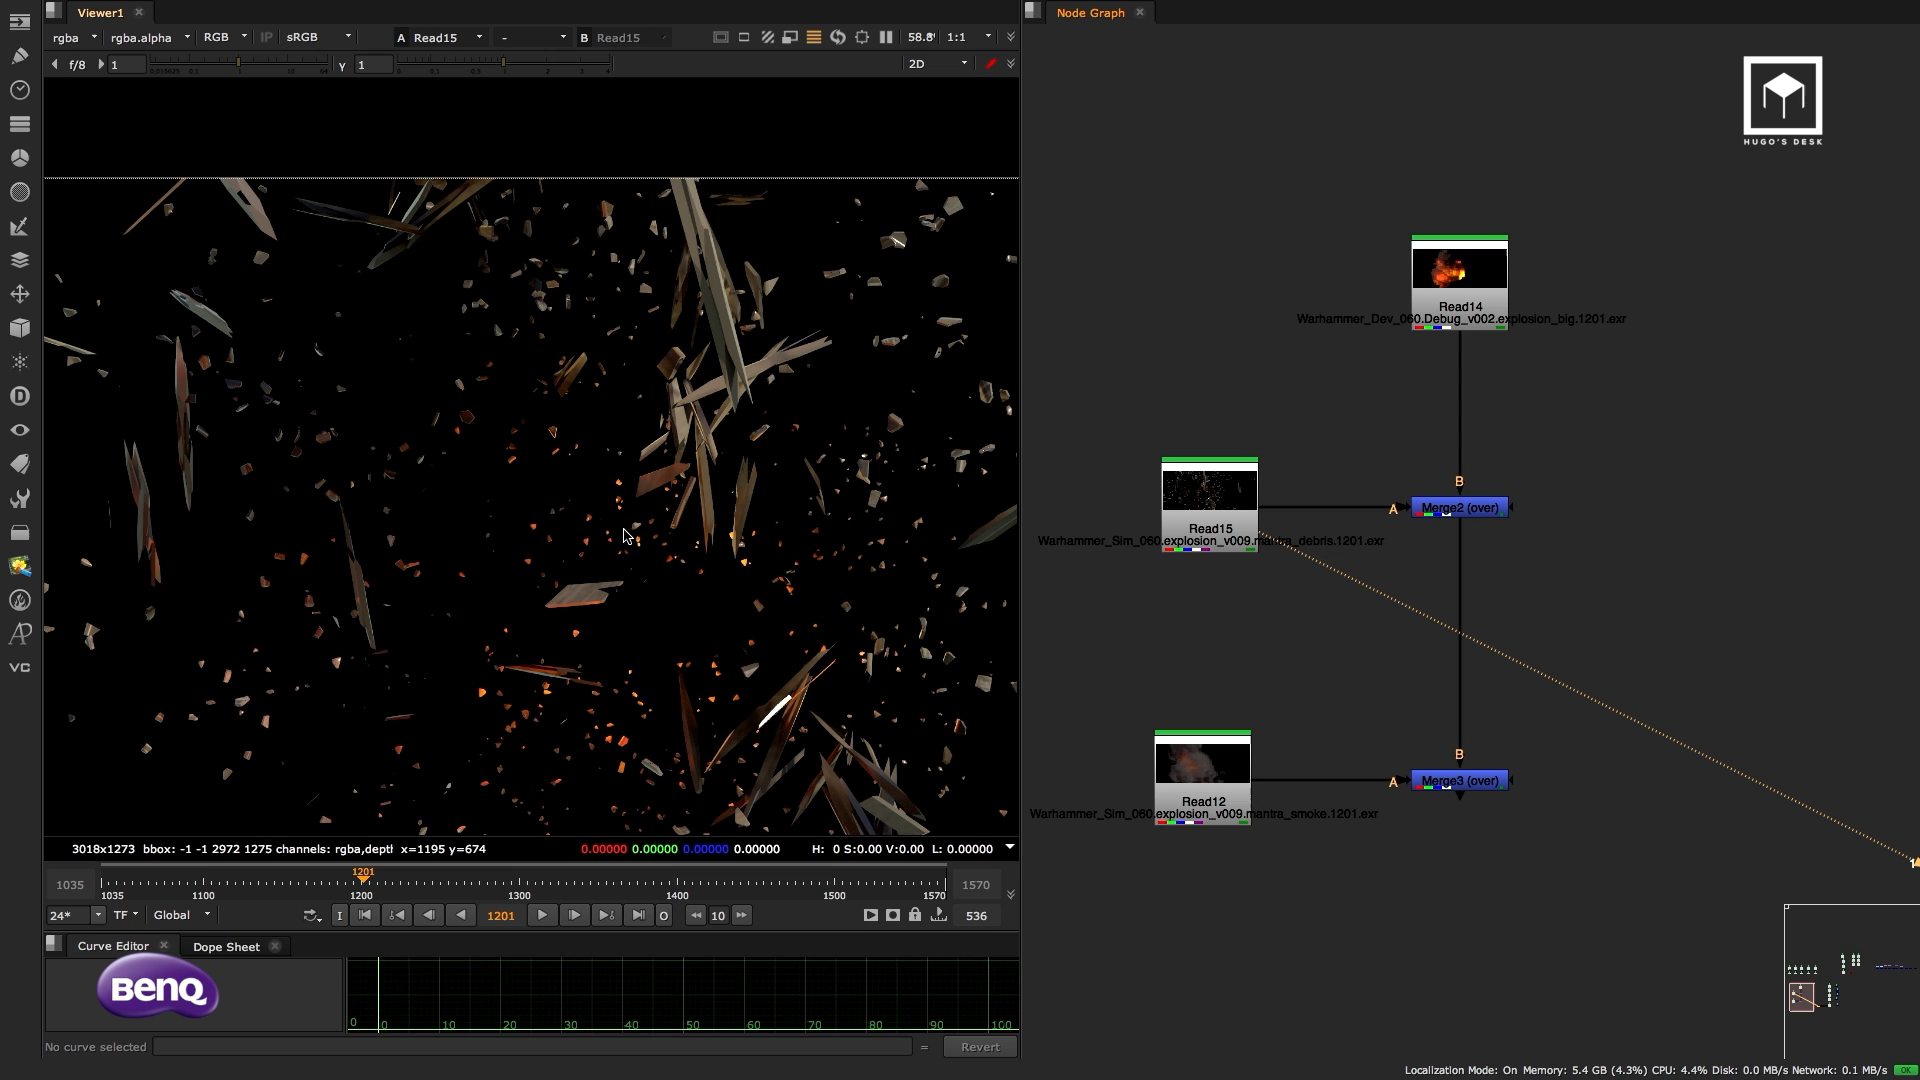 Viewer1
Node Graph
rgba
rgba.alpha
RGB
IP
sRGB
A
Read15
-
B
Read15
1:1
f/8
1
γ
1
2D
HUGO'S DESK
Read14
Warhammer_Dev_060.Debug_v002.explosion_big.1201.exr
B
A
Merge2 (over)
Read15
Warhammer_Sim_060.explosion_v009.mantra_debris.1201.exr
B
A
Merge3 (over)
Read12
Warhammer_Sim_060.explosion_v009.mantra_smoke.1201.exr
D
AP
VC
3018x1273 bbox: -1 -1 2972 1275 channels: rgba,depth x=1195 y=674
0.00000 0.00000 0.00000 0.00000
H: 0 S:0.00 V:0.00 L: 0.00000
1201
1035
1035 1100 1200 1300 1400 1500 1570
1570
24*
TF
Global
I
1201
O
10
536
Curve Editor
Dope Sheet
BenQ
0
0 10 20 30 40 50 60 70 80 90 100
No curve selected
=
Revert
Localization Mode: On Memory: 5.4 GB (4.3%) CPU: 4.4% Disk: 0.0 MB/s Network: 0.1 MB/s
OK